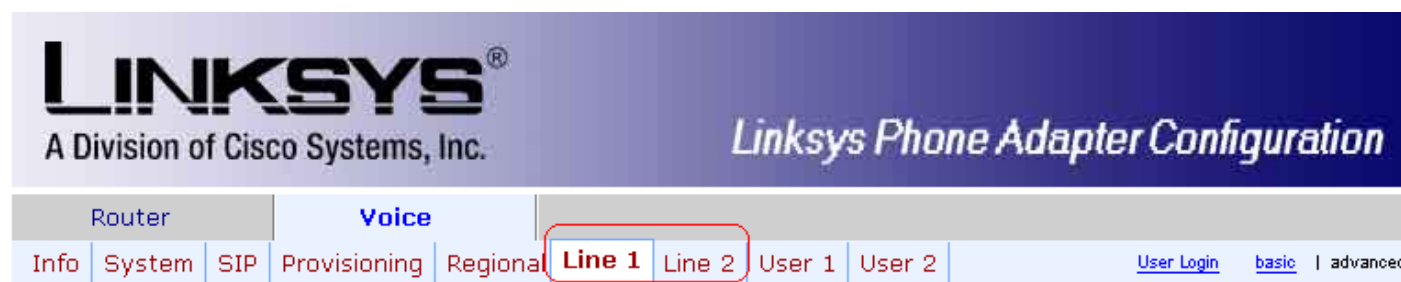 LINKSYS®
A Division of Cisco Systems, Inc.
Linksys Phone Adapter Configuration
Router Voice
Info System SIP Provisioning Regional Line 1 Line 2 User 1 User 2 User Login basic | advanced